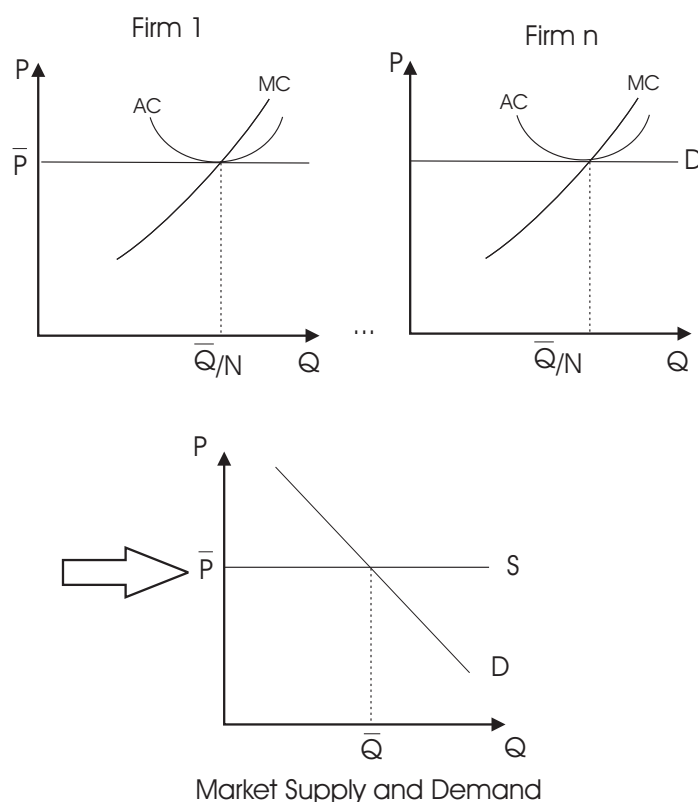 Firm 1
P
AC
MC
P̅
Q̅/N
Q
...
Firm n
P
AC
MC
D
Q̅/N
Q
P
P̅
S
D
Q̅
Q
Market Supply and Demand